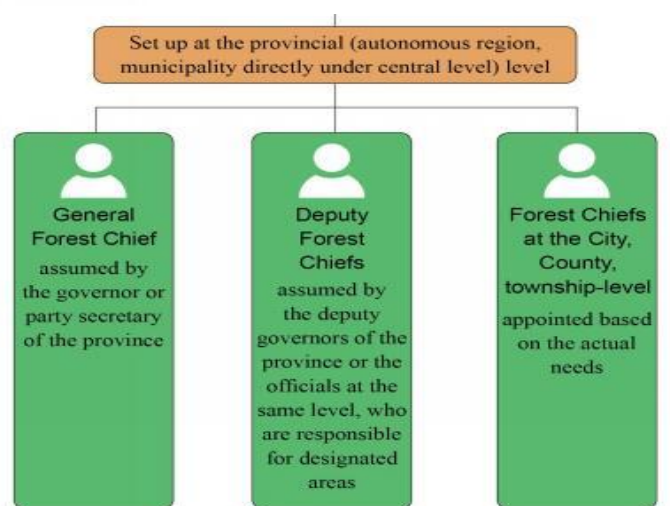 Set up at the provincial (autonomous region,
municipality directly under central level) level
General
Forest Chief
assumed by
the governor or
party secretary
of the province
Deputy
Forest
Chiefs
assumed by
the deputy
governors of the
province or the
officials at the
same level, who
are responsible
for designated
areas
Forest Chiefs
at the City,
County,
township-level
appointed based
on the actual
needs